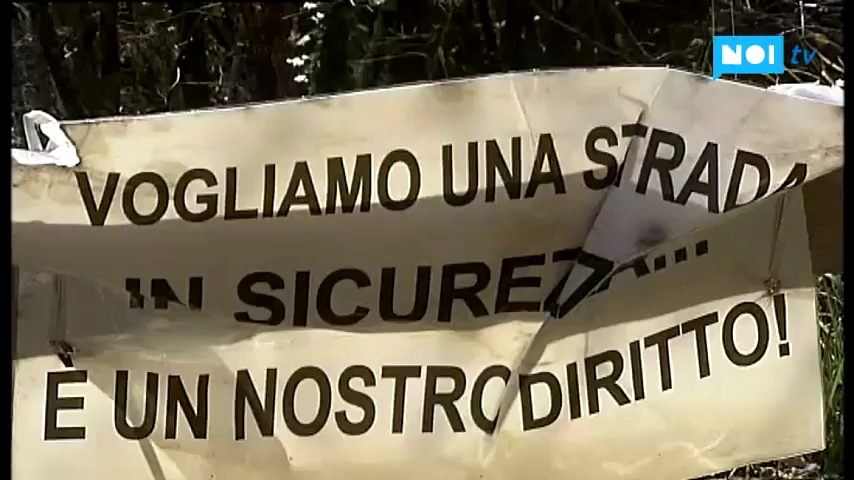 NOI tv
VOGLIAMO UNA STRADA
IN SICUREZZA...
È UN NOSTRO DIRITTO!